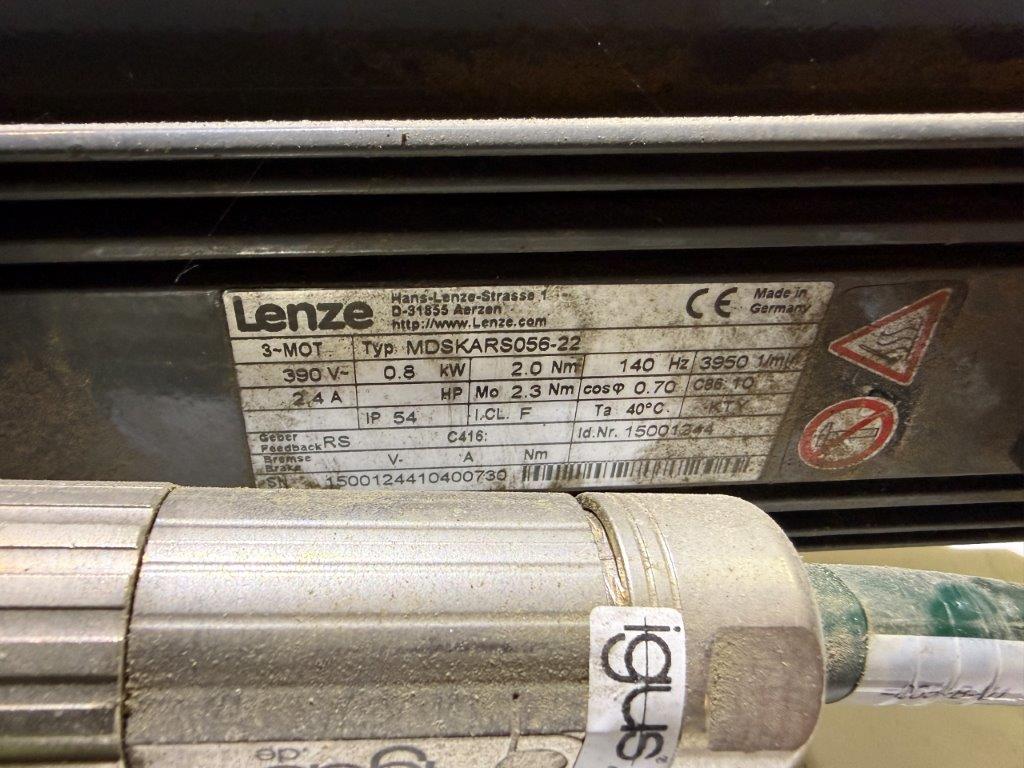 Lenze
Hans-Lenze-Strasse 1
D-31855 Aerzen
http://www.Lenze.com
CE
Made in
Germany
3~MOT Typ MDSKARS056-22
390 V~ 0.8 kW 2.0 Nm 140 Hz 3950 1/min
2.4 A HP Mo 2.3 Nm cosφ 0.70 C86: 10
IP 54 I.CL. F Ta 40°C. KTY
Geber
Feedback RS C416: Id.Nr. 15001244
Bremse
Brake V- A Nm
SN 1500124410400730
igus
.de